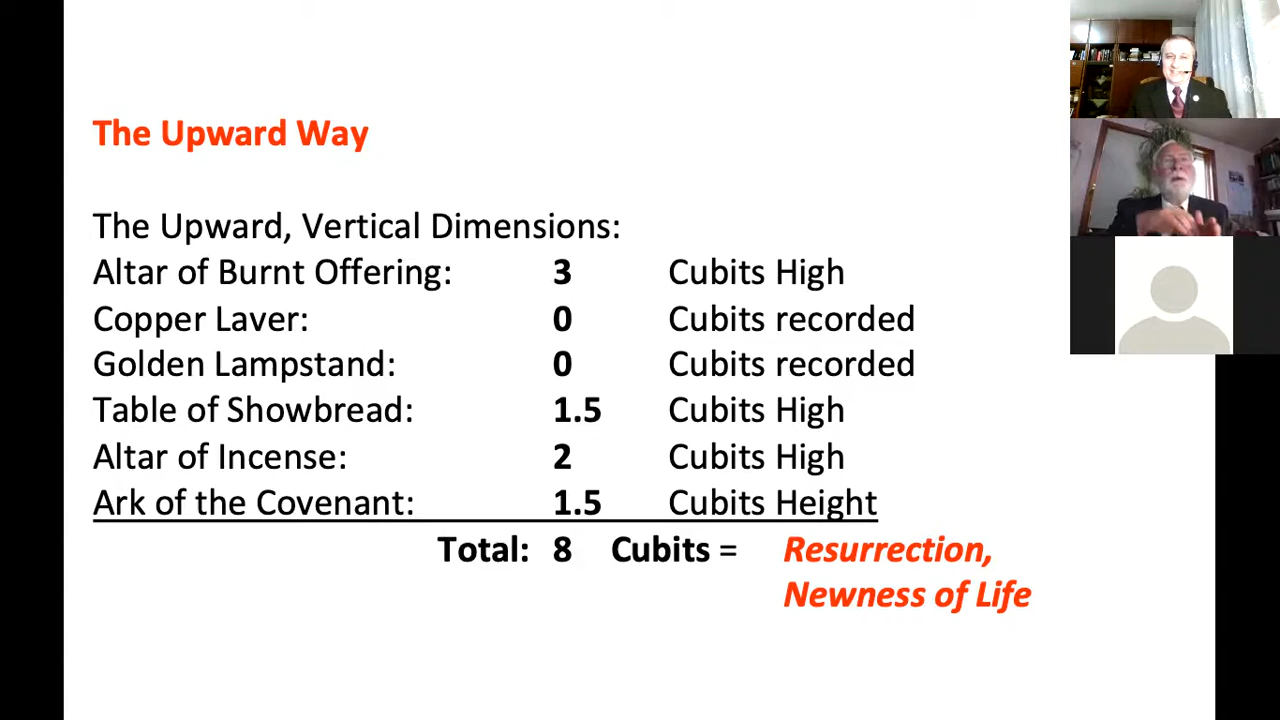 The Upward Way
The Upward, Vertical Dimensions:
Altar of Burnt Offering: 3 Cubits High
Copper Laver: 0 Cubits recorded
Golden Lampstand: 0 Cubits recorded
Table of Showbread: 1.5 Cubits High
Altar of Incense: 2 Cubits High
Ark of the Covenant: 1.5 Cubits Height
Total: 8 Cubits = Resurrection,
Newness of Life